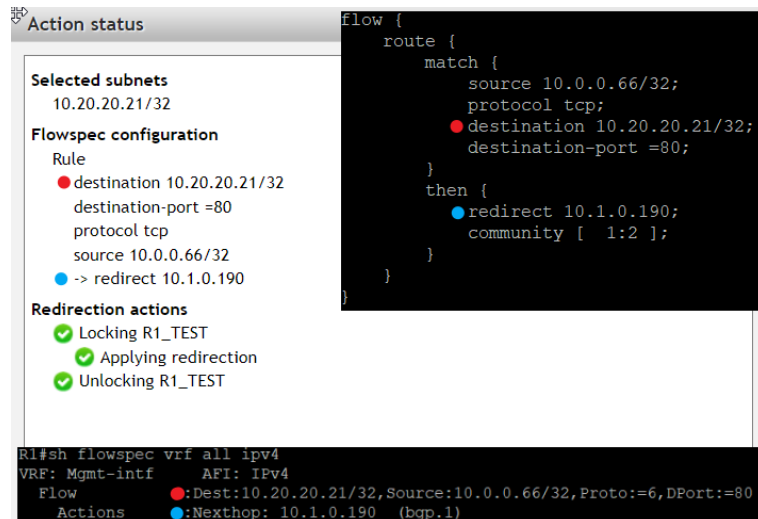 Action status
Selected subnets
10.20.20.21/32
Flowspec configuration
Rule
destination 10.20.20.21/32
destination-port =80
protocol tcp
source 10.0.0.66/32
-> redirect 10.1.0.190
Redirection actions
Locking R1_TEST
Applying redirection
Unlocking R1_TEST
flow {
route {
match {
source 10.0.0.66/32;
protocol tcp;
destination 10.20.20.21/32;
destination-port =80;
}
then {
redirect 10.1.0.190;
community [ 1:2 ];
}
}
}
R1#sh flowspec vrf all ipv4
VRF: Mgmt-intf AFI: IPv4
Flow :Dest:10.20.20.21/32,Source:10.0.0.66/32,Proto:=6,DPort:=80
Actions :Nexthop: 10.1.0.190 (bgp.1)